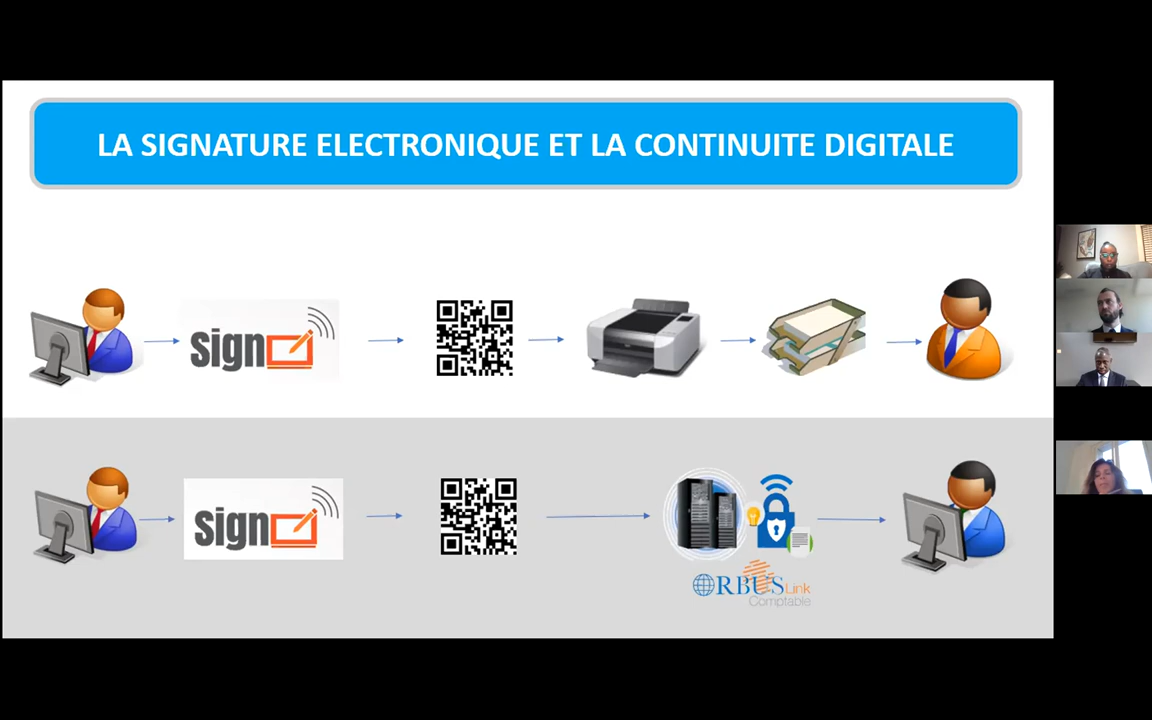 LA SIGNATURE ELECTRONIQUE ET LA CONTINUITE DIGITALE
Sign
Sign
ORBUS Link
Comptable